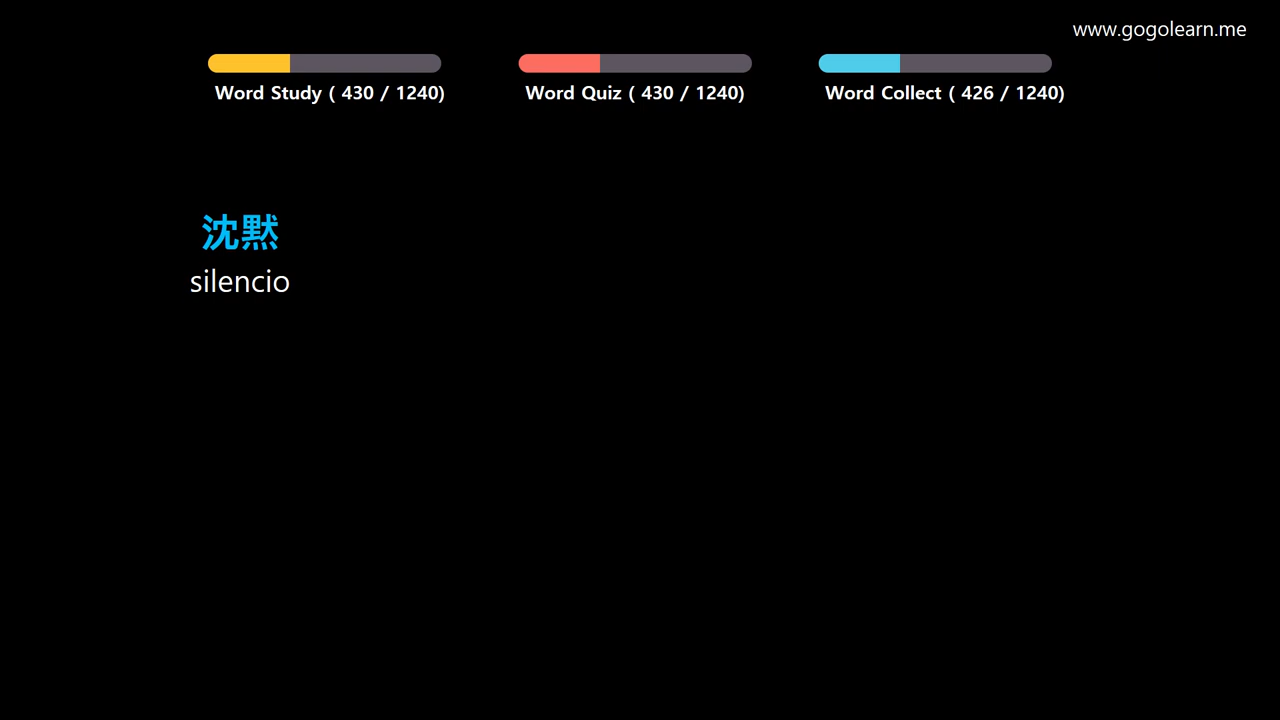 www.gogolearn.me
Word Study ( 430 / 1240)
Word Quiz ( 430 / 1240)
Word Collect ( 426 / 1240)
沈黙
silencio